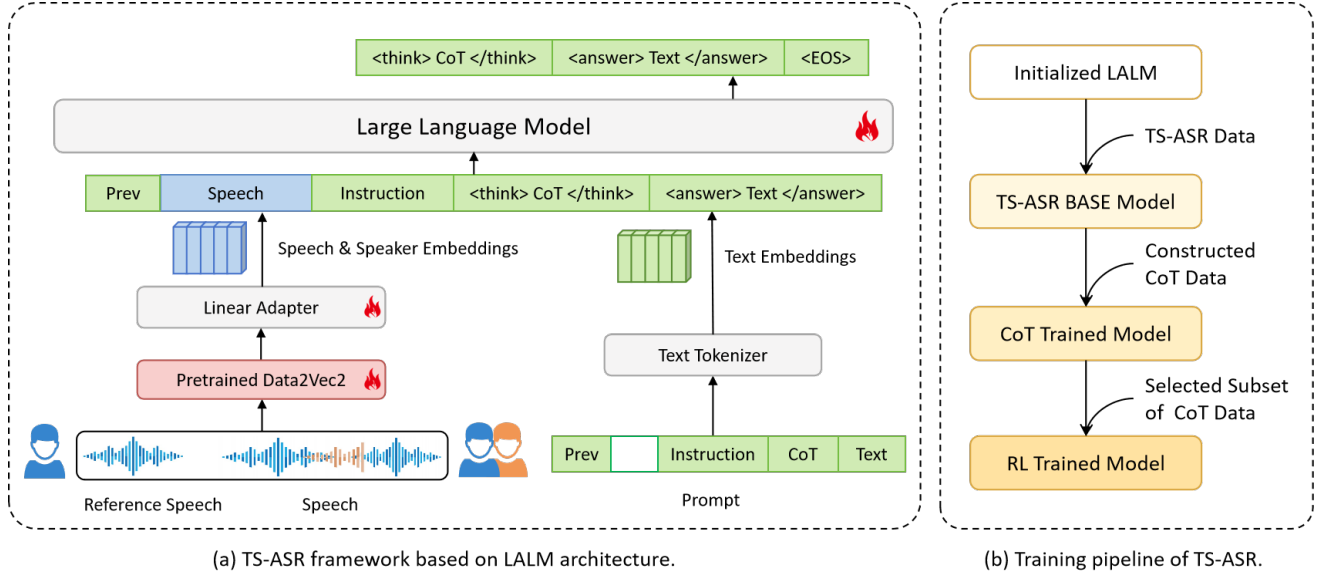 <think> CoT </think> <answer> Text </answer> <EOS>
Large Language Model
Prev Speech Instruction <think> CoT </think> <answer> Text </answer>
Speech & Speaker Embeddings
Text Embeddings
Linear Adapter
Text Tokenizer
Pretrained Data2Vec2
Prev Instruction CoT Text
Reference Speech Speech
Prompt
(a) TS-ASR framework based on LALM architecture.
Initialized LALM
TS-ASR Data
TS-ASR BASE Model
Constructed
CoT Data
CoT Trained Model
Selected Subset
of CoT Data
RL Trained Model
(b) Training pipeline of TS-ASR.